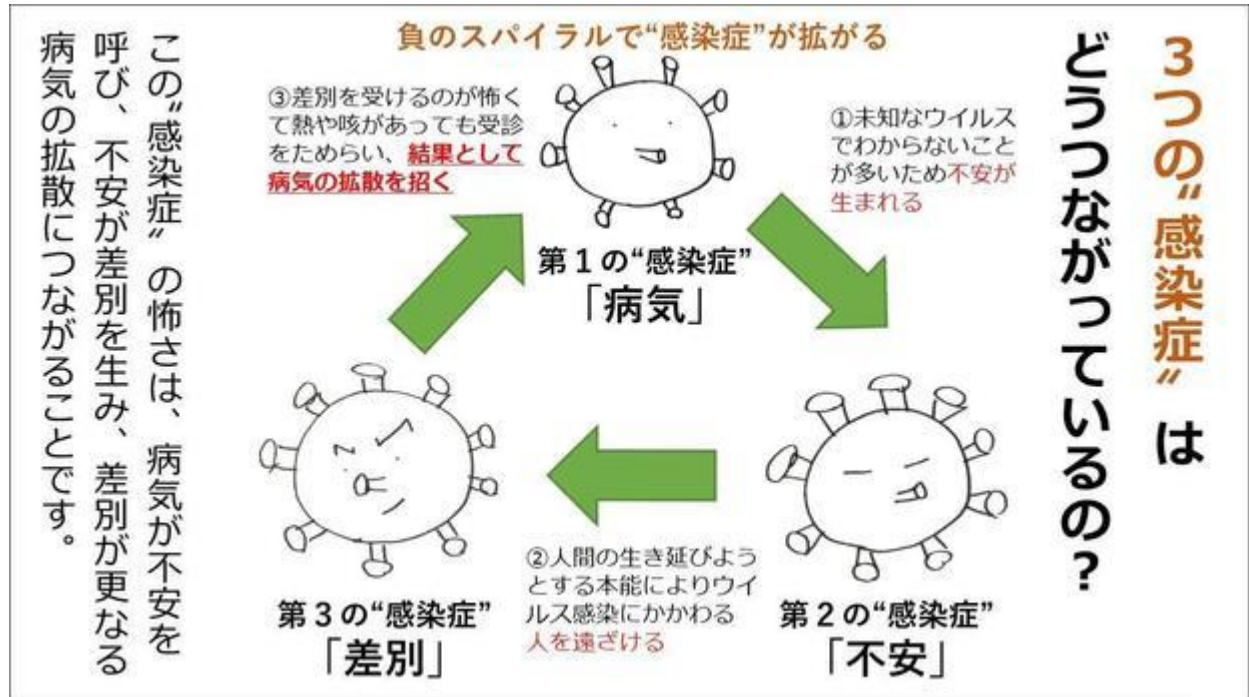 3つの“感染症”は
どうつながっているの？
負のスパイラルで“感染症”が拡がる
①未知なウイルス
でわからないこと
が多いため不安が
生まれる
③差別を受けるのが怖く
て熱や咳があっても受診
をためらい、結果として
病気の拡散を招く
第1の“感染症”
「病気」
②人間の生き延びよう
とする本能によりウイ
ルス感染にかかわる
人を遠ざける
第2の“感染症”
「不安」
第3の“感染症”
「差別」
この“感染症”の怖さは、病気が不安を
呼び、不安が差別を生み、差別が更なる
病気の拡散につながることです。